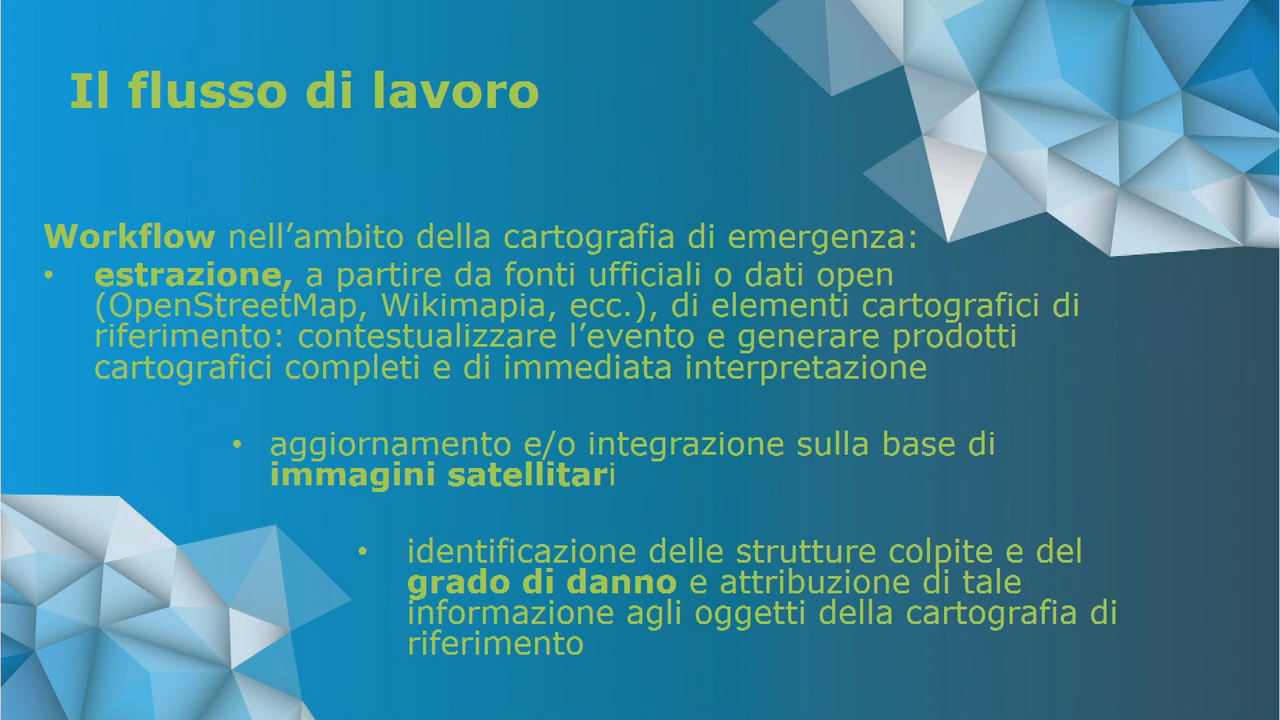 Il flusso di lavoro
Workflow nell’ambito della cartografia di emergenza:
• estrazione, a partire da fonti ufficiali o dati open
(OpenStreetMap, Wikimapia, ecc.), di elementi cartografici di
riferimento: contestualizzare l’evento e generare prodotti
cartografici completi e di immediata interpretazione
• aggiornamento e/o integrazione sulla base di
immagini satellitari
• identificazione delle strutture colpite e del
grado di danno e attribuzione di tale
informazione agli oggetti della cartografia di
riferimento